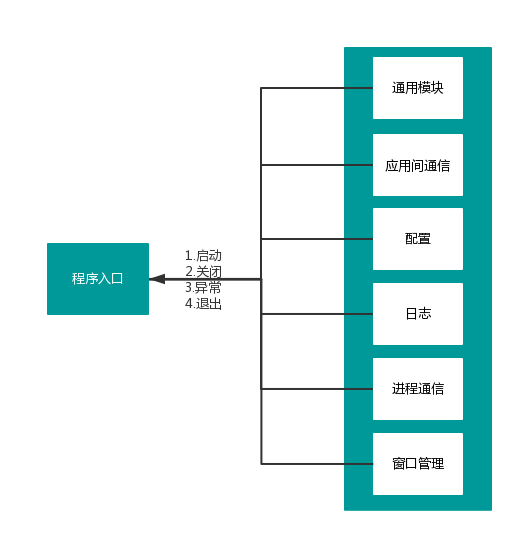 程序入口
1.启动
2.关闭
3.异常
4.退出
通用模块
应用间通信
配置
日志
进程通信
窗口管理